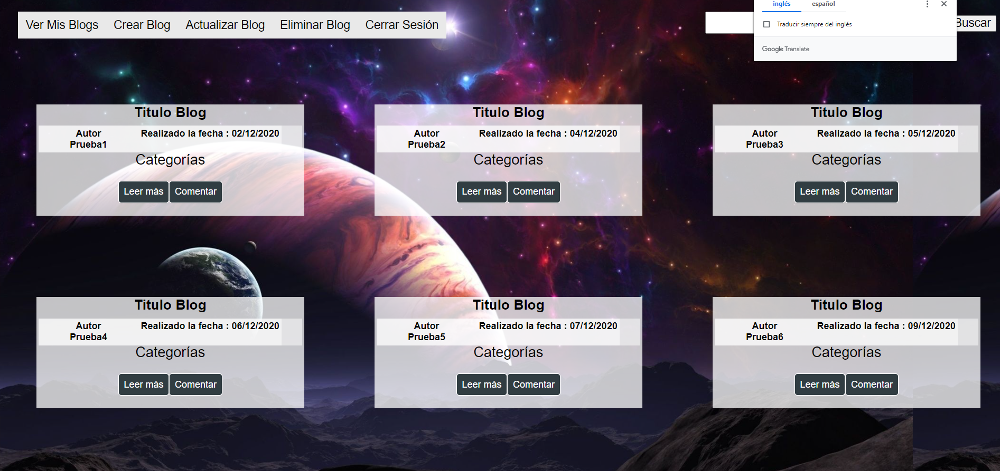 Ver Mis Blogs Crear Blog Actualizar Blog Eliminar Blog Cerrar Sesión
inglés español
Traducir siempre del inglés
Google Translate
Buscar
Titulo Blog
Autor Realizado la fecha : 02/12/2020
Prueba1
Categorías
Leer más Comentar
Titulo Blog
Autor Realizado la fecha : 04/12/2020
Prueba2
Categorías
Leer más Comentar
Titulo Blog
Autor Realizado la fecha : 05/12/2020
Prueba3
Categorías
Leer más Comentar
Titulo Blog
Autor Realizado la fecha : 06/12/2020
Prueba4
Categorías
Leer más Comentar
Titulo Blog
Autor Realizado la fecha : 07/12/2020
Prueba5
Categorías
Leer más Comentar
Titulo Blog
Autor Realizado la fecha : 09/12/2020
Prueba6
Categorías
Leer más Comentar